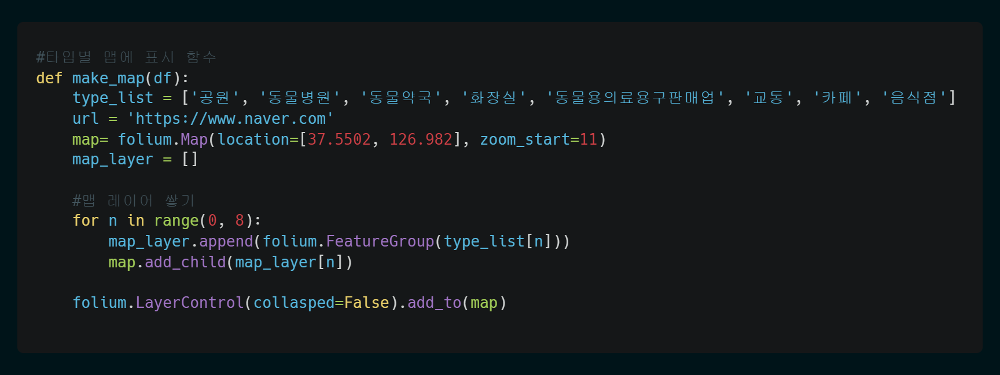 #타입별 맵에 표시 함수
def make_map(df):
    type_list = ['공원', '동물병원', '동물약국', '화장실', '동물용의료용구판매업', '교통', '카페', '음식점']
    url = 'https://www.naver.com'
    map= folium.Map(location=[37.5502, 126.982], zoom_start=11)
    map_layer = []
    #맵 레이어 쌓기
    for n in range(0, 8):
        map_layer.append(folium.FeatureGroup(type_list[n]))
        map.add_child(map_layer[n])
    folium.LayerControl(collasped=False).add_to(map)